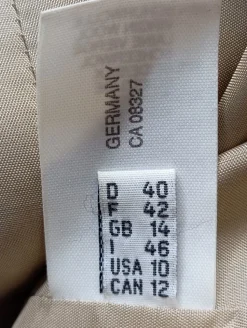 GERMANY
CA 08327
D 40
F 42
GB 14
I 46
USA 10
CAN 12